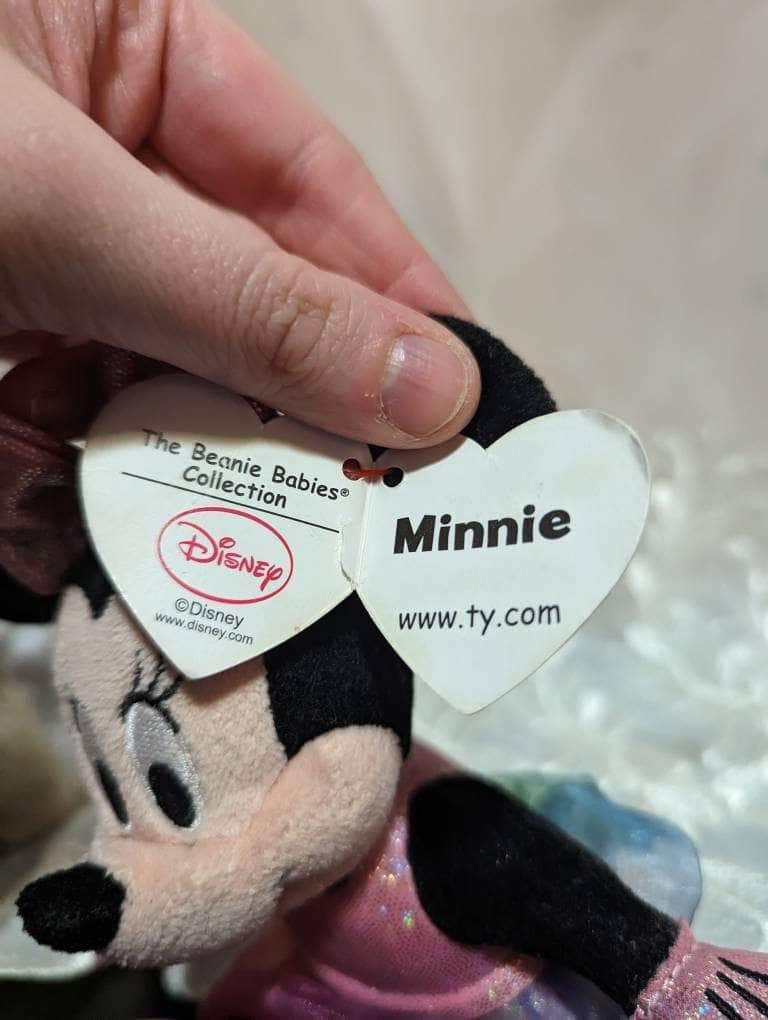 The Beanie Babies®
Collection
Disney
©Disney
www.disney.com
Minnie
www.ty.com